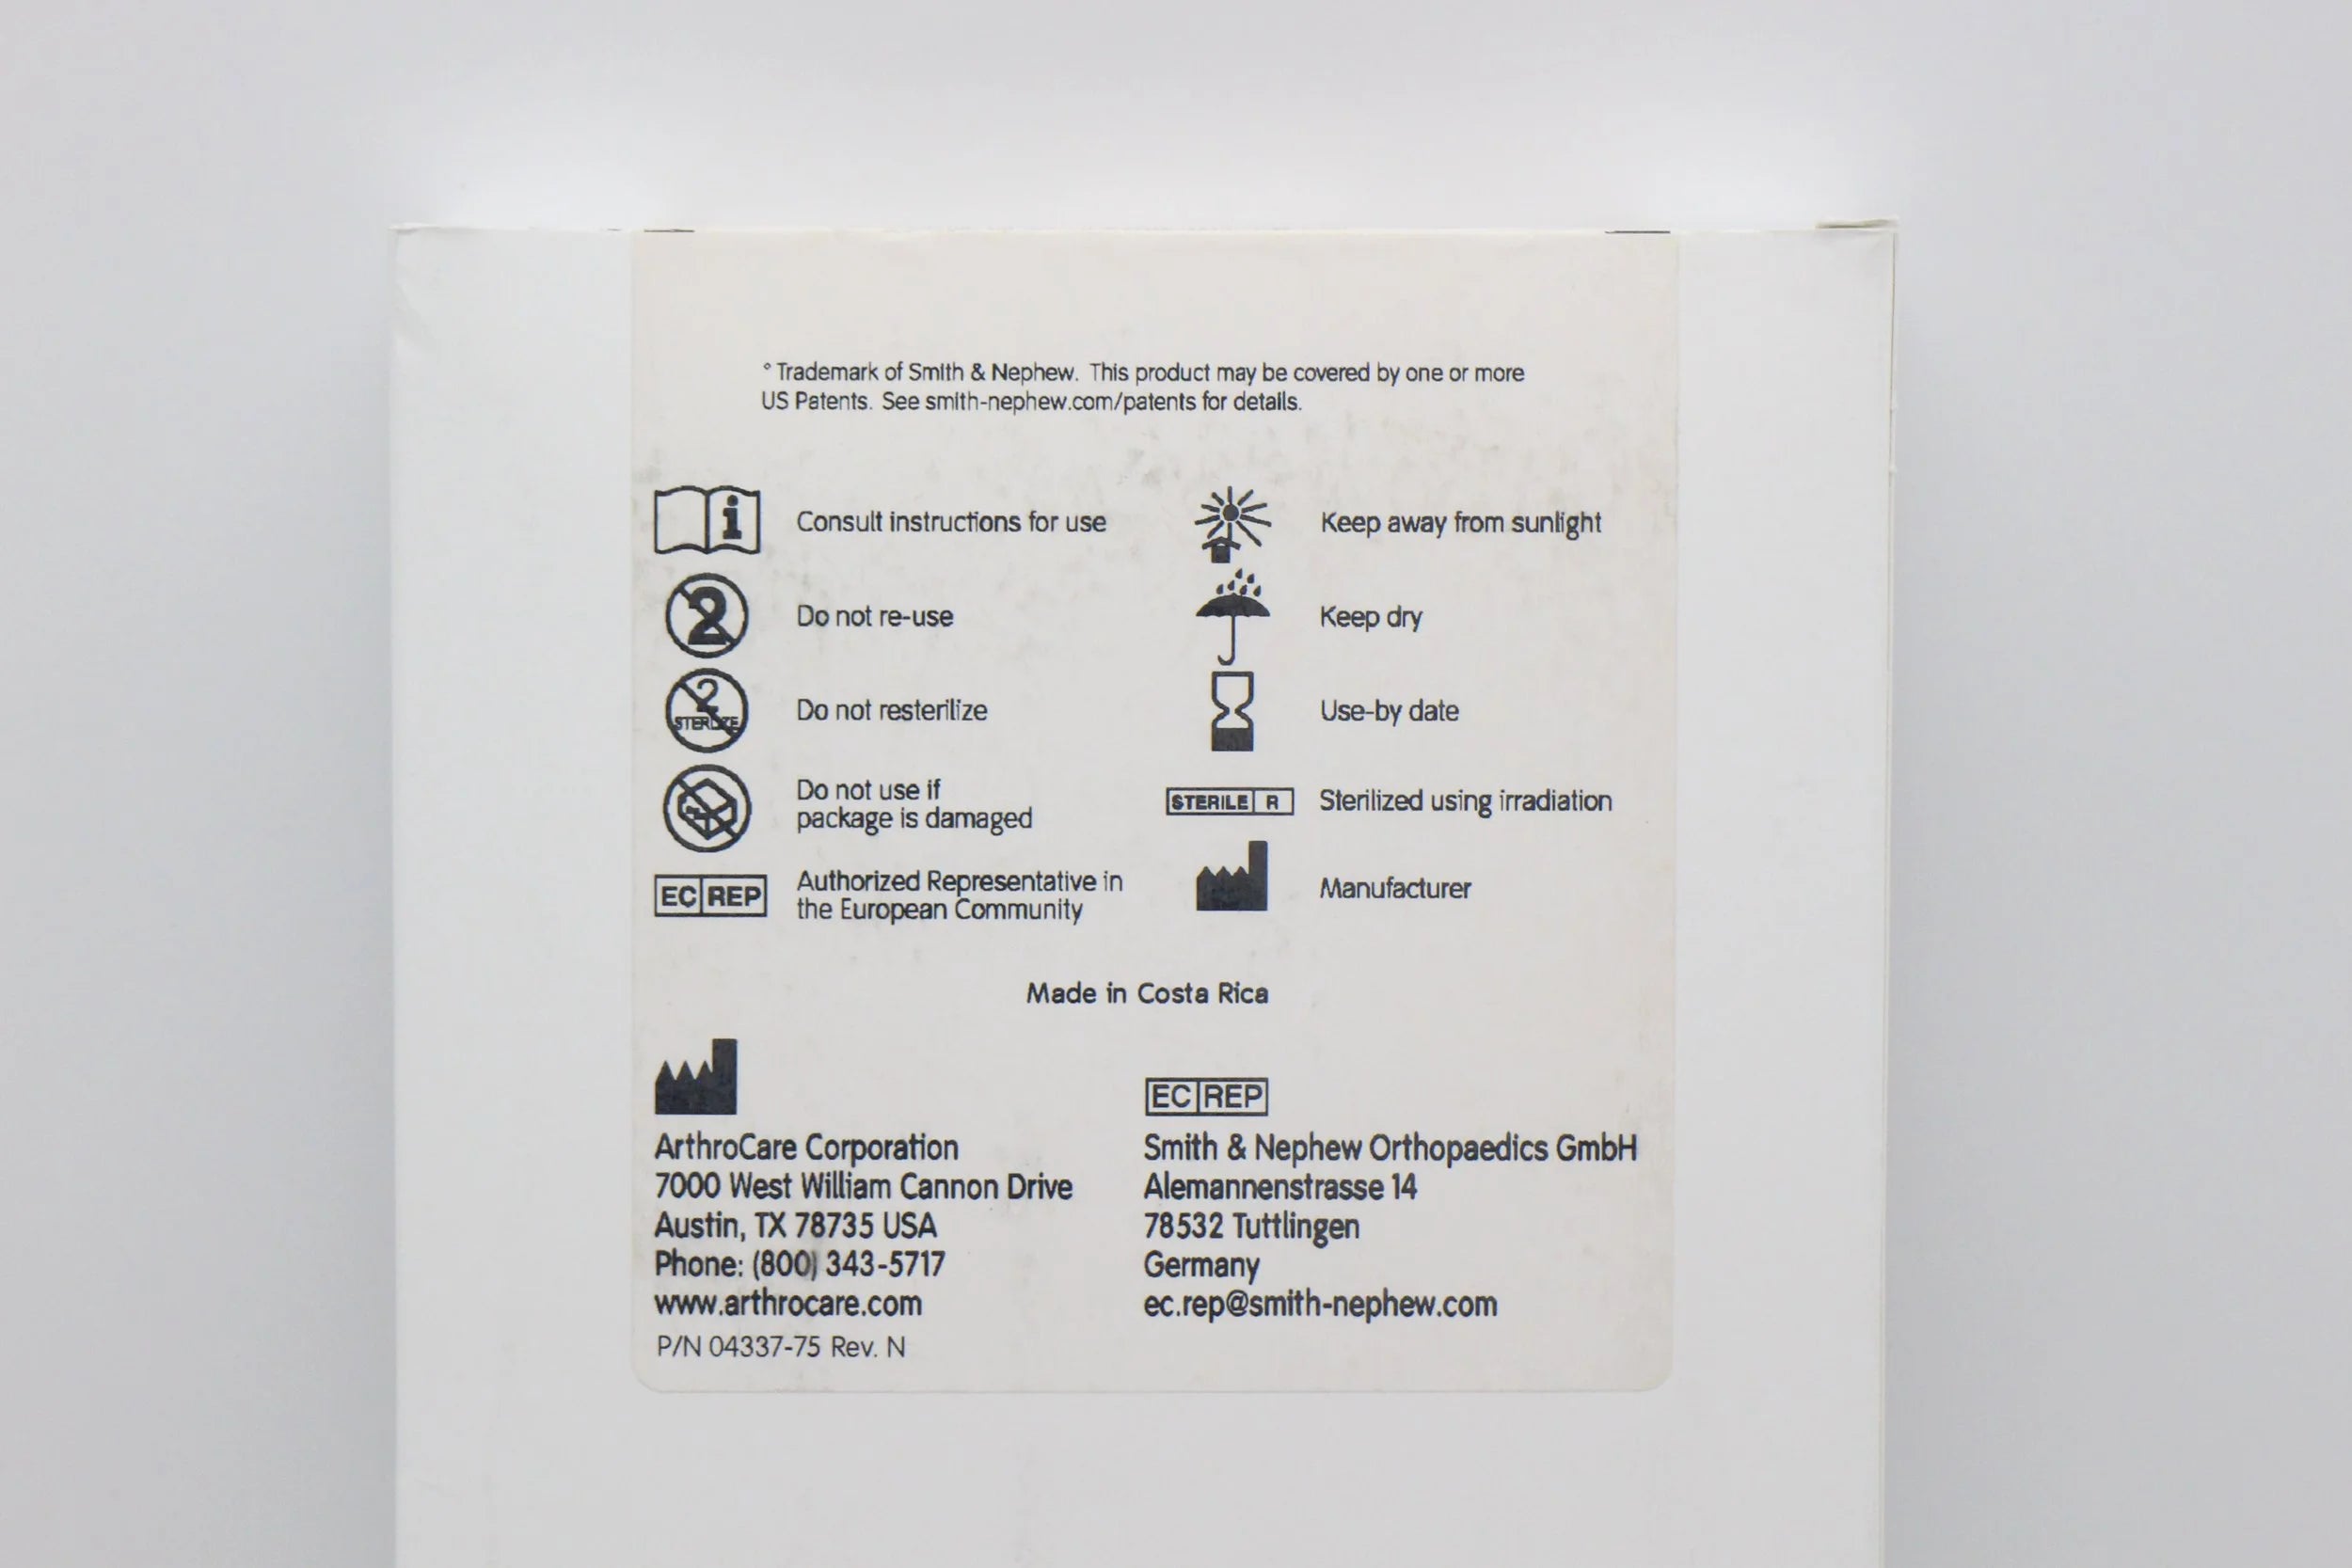 ° Trademark of Smith & Nephew. This product may be covered by one or more
US Patents. See smith-nephew.com/patents for details.
i Consult instructions for use
Keep away from sunlight
2 Do not re-use
Keep dry
2 STERILIZE Do not resterilize
Use-by date
Do not use if
package is damaged
STERILE R Sterilized using irradiation
EC REP Authorized Representative in
the European Community
Manufacturer
Made in Costa Rica
ArthroCare Corporation
7000 West William Cannon Drive
Austin, TX 78735 USA
Phone: (800) 343-5717
www.arthrocare.com
P/N 04337-75 Rev. N
EC REP
Smith & Nephew Orthopaedics GmbH
Alemannenstrasse 14
78532 Tuttlingen
Germany
ec.rep@smith-nephew.com